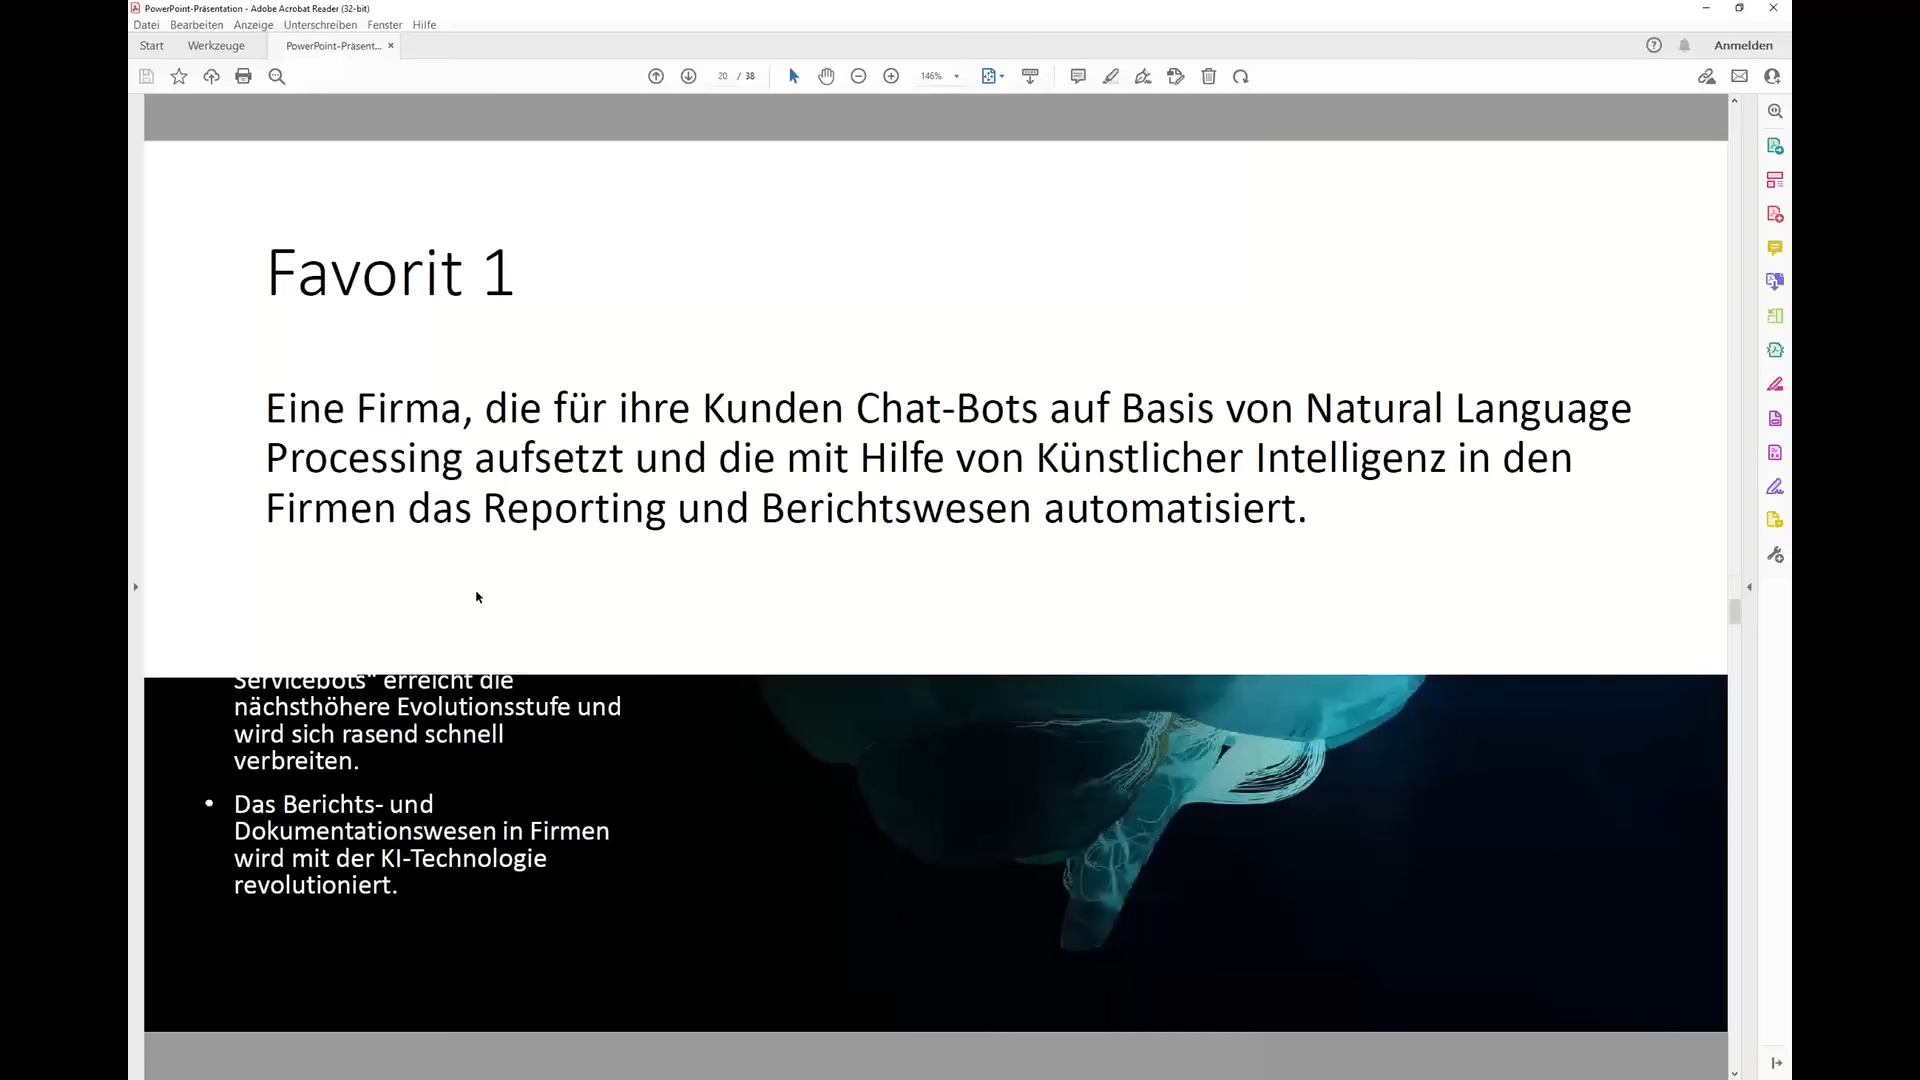 PowerPoint-Präsentation - Adobe Acrobat Reader (32-bit)
Datei Bearbeiten Anzeige Unterschreiben Fenster Hilfe
Start Werkzeuge PowerPoint-Präsent... ×
Anmelden
20 / 38
146%
Favorit 1
Eine Firma, die für ihre Kunden Chat-Bots auf Basis von Natural Language
Processing aufsetzt und die mit Hilfe von Künstlicher Intelligenz in den
Firmen das Reporting und Berichtswesen automatisiert.
Servicebots" erreicht die
nächsthöhere Evolutionsstufe und
wird sich rasend schnell
verbreiten.
• Das Berichts- und
Dokumentationswesen in Firmen
wird mit der KI-Technologie
revolutioniert.